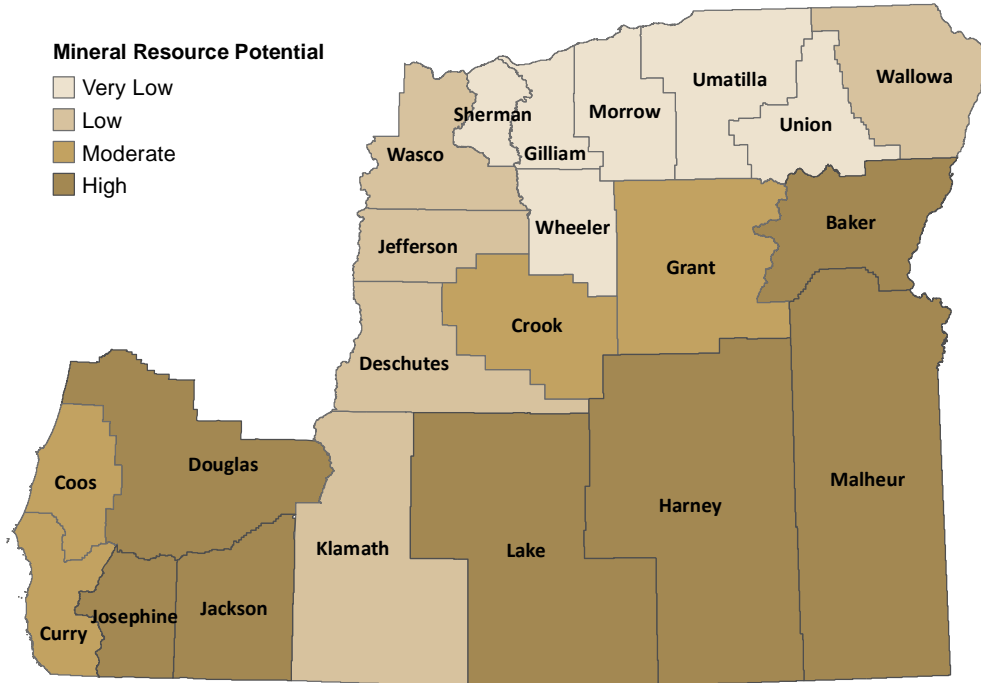 Mineral Resource Potential
Very Low
Low
Moderate
High
Umatilla
Wallowa
Sherman
Morrow
Union
Wasco
Gilliam
Baker
Wheeler
Jefferson
Grant
Crook
Deschutes
Douglas
Coos
Malheur
Harney
Klamath
Lake
Josephine
Jackson
Curry